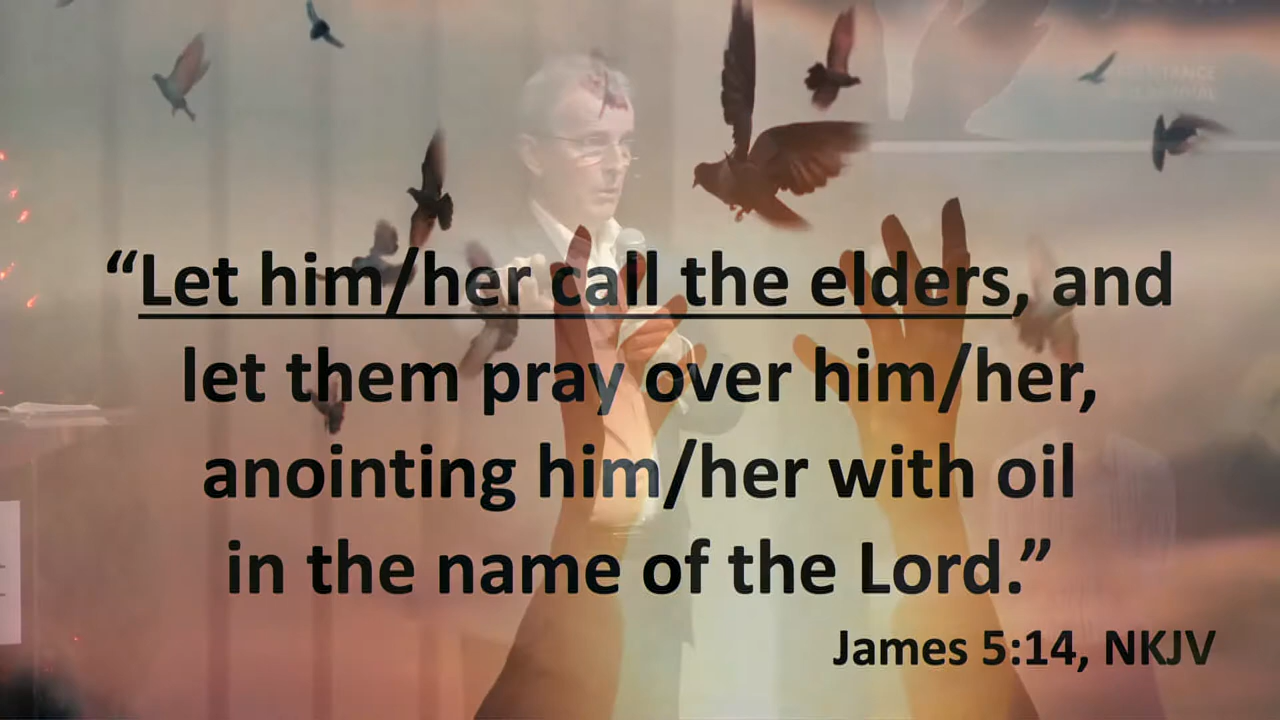 “Let him/her call the elders, and
let them pray over him/her,
anointing him/her with oil
in the name of the Lord.”
James 5:14, NKJV